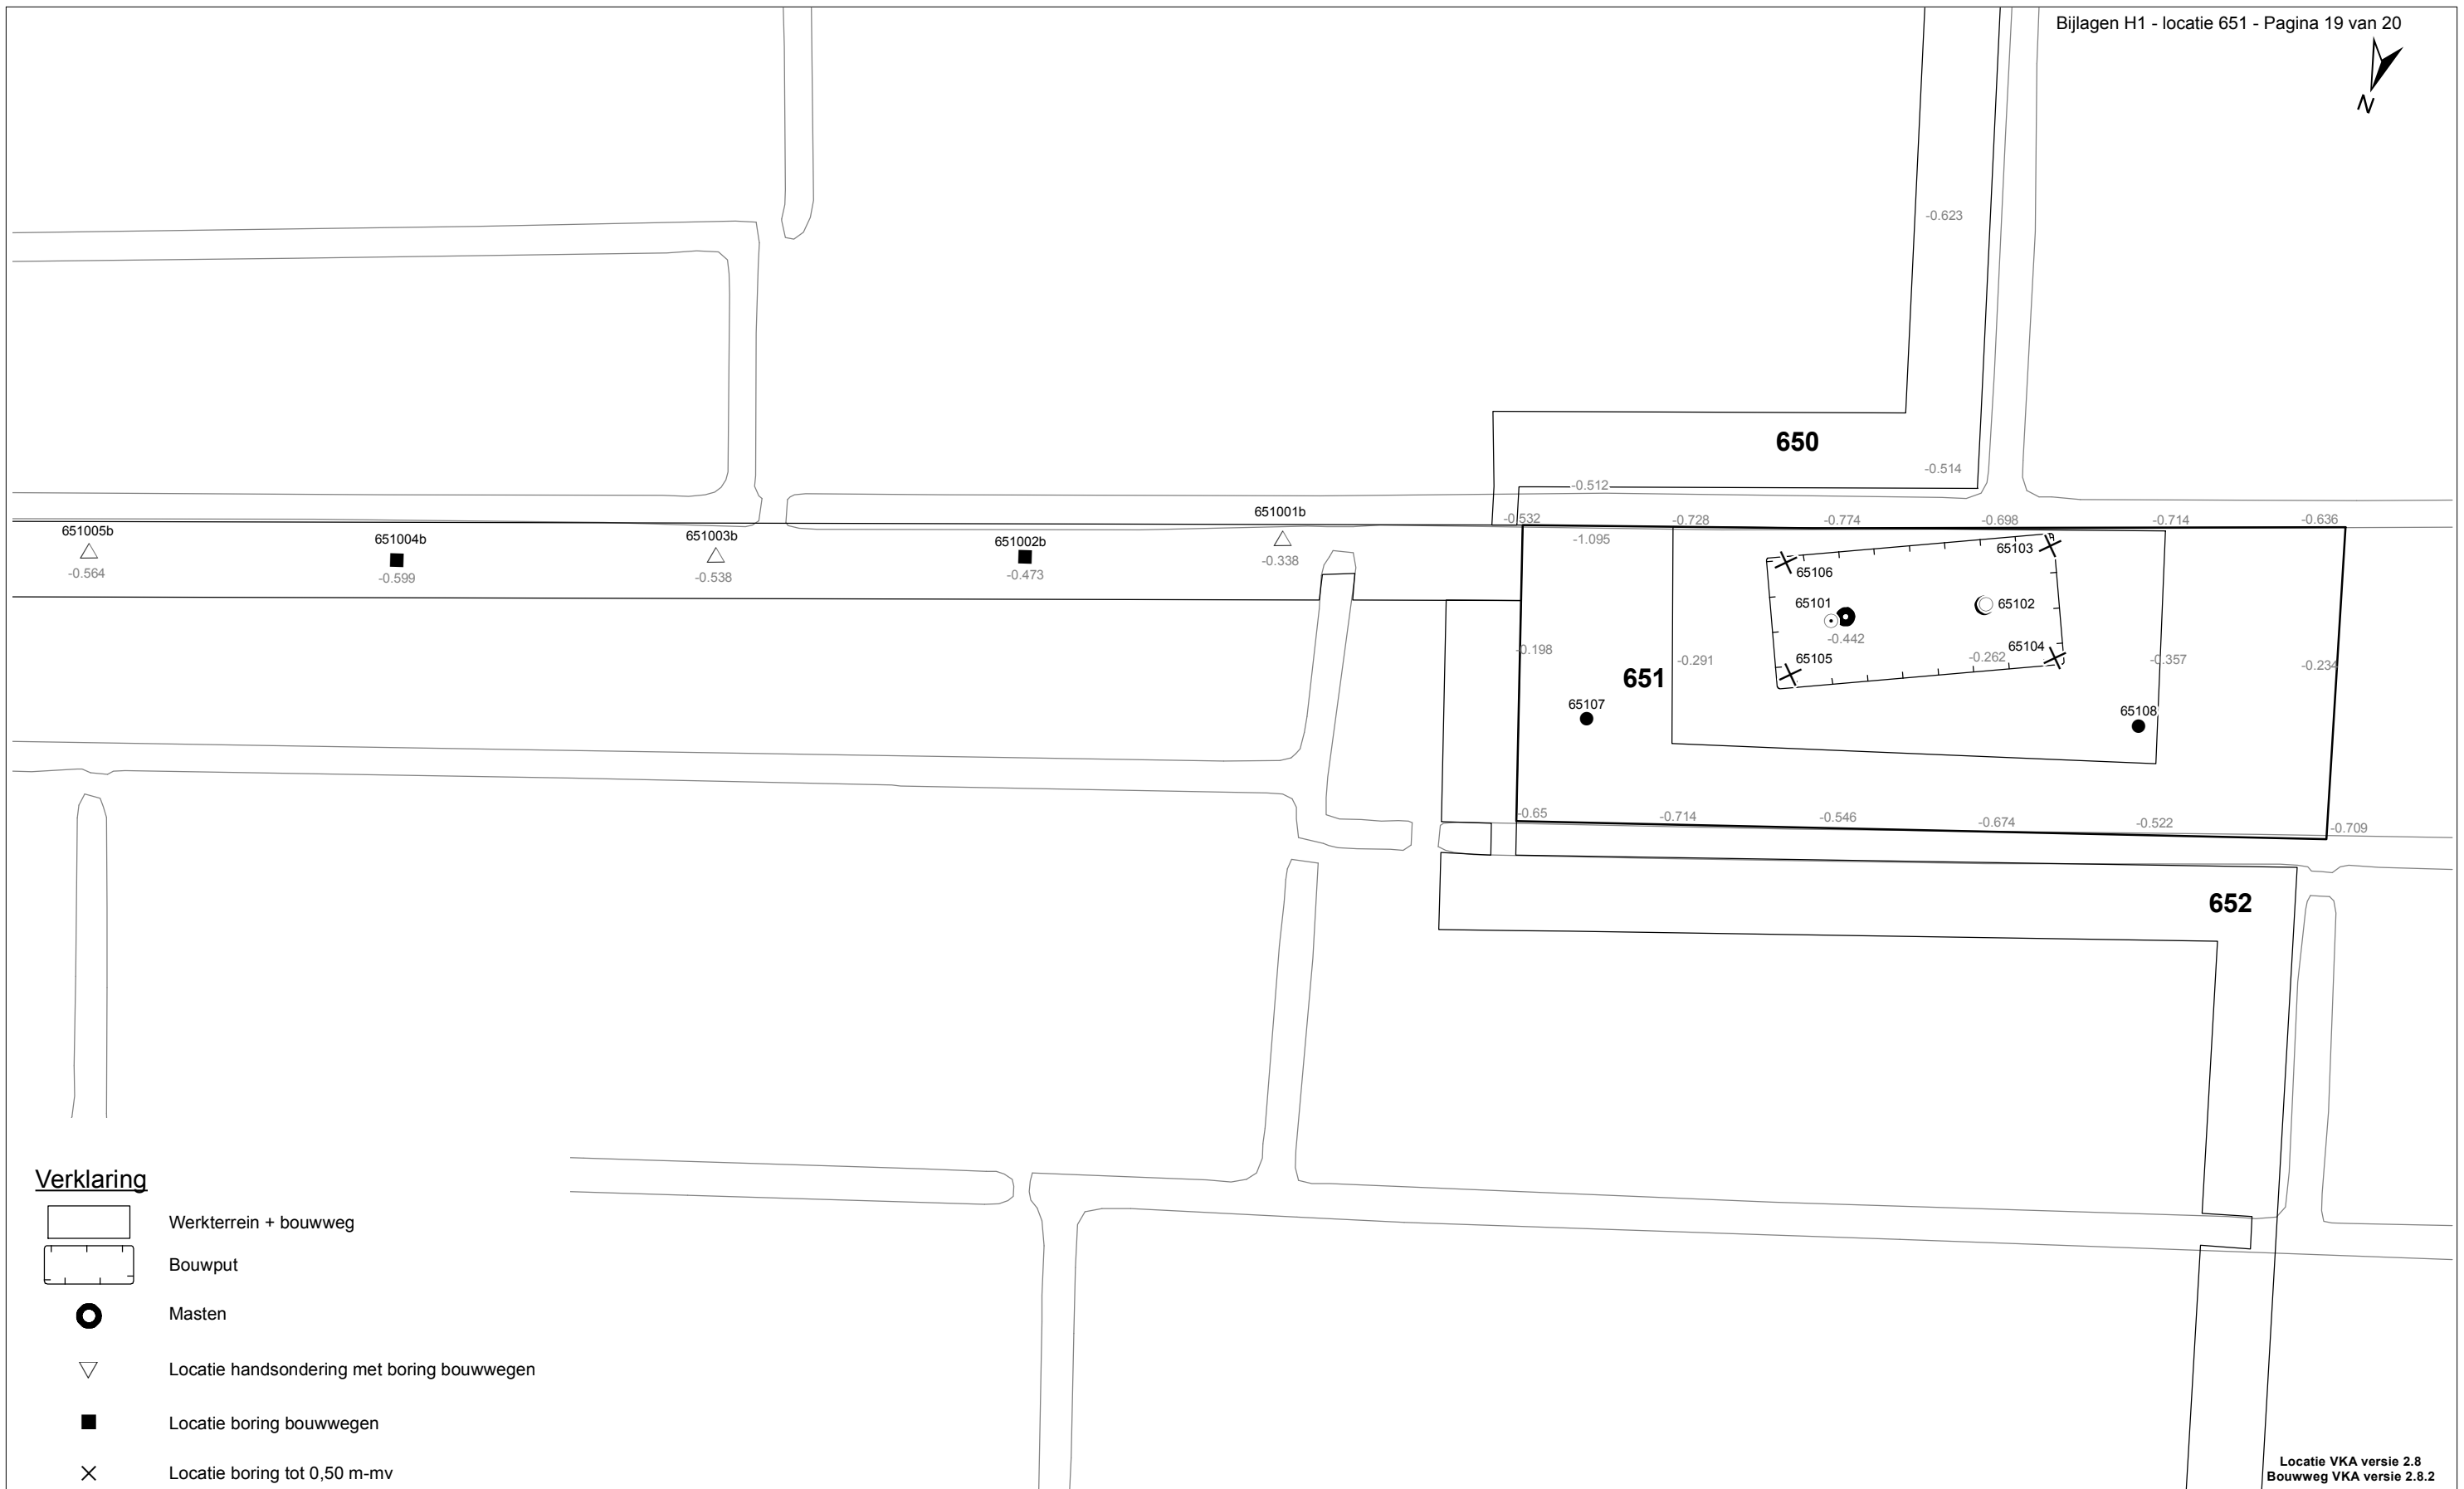 Bijlagen H1 - locatie 651 - Pagina 19 van 20
N
-0.623
650
-0.514
-0.512
651001b
-0.532
-0.728
-0.774
-0.698
-0.714
-0.636
651005b
651004b
651003b
651002b
-1.095
65103
-0.564
-0.599
-0.538
-0.473
-0.338
65106
65101
65102
-0.442
-0.198
-0.291
65105
-0.262
65104
-0.357
-0.234
651
65107
65108
-0.65
-0.714
-0.546
-0.674
-0.522
-0.709
652
Verklaring
Werkterrein + bouwweg
Bouwput
Masten
Locatie handsondering met boring bouwwegen
Locatie boring bouwwegen
Locatie boring tot 0,50 m-mv
Locatie VKA versie 2.8
Bouwweg VKA versie 2.8.2